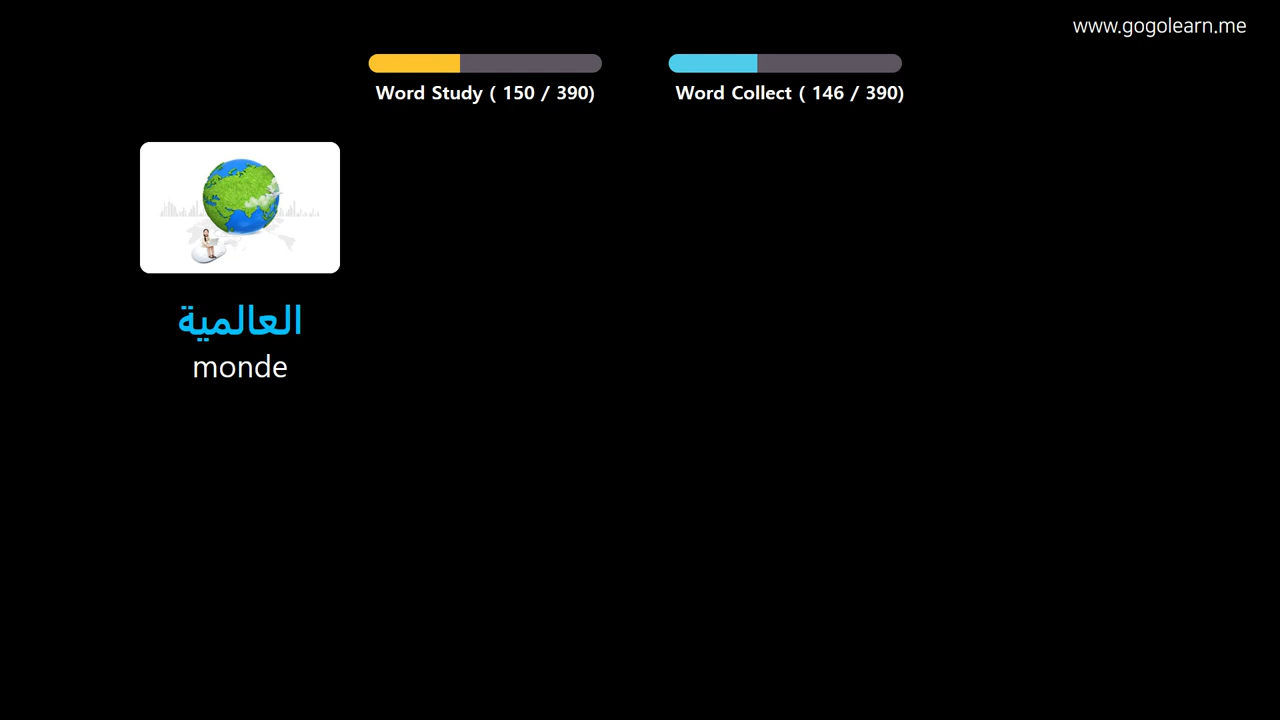 www.gogolearn.me
Word Study ( 150 / 390)
Word Collect ( 146 / 390)
العالمية
monde